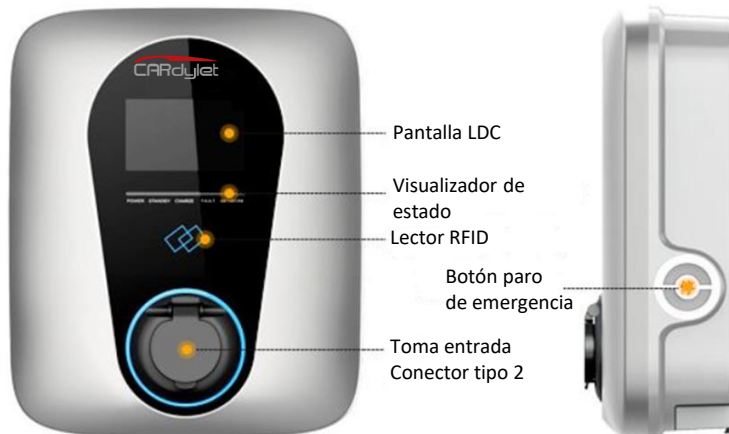 CARdylet
Pantalla LDC
POWER STANDBY CHARGE FAULT
Visualizador de
estado
Lector RFID
Botón paro
de emergencia
Toma entrada
Conector tipo 2